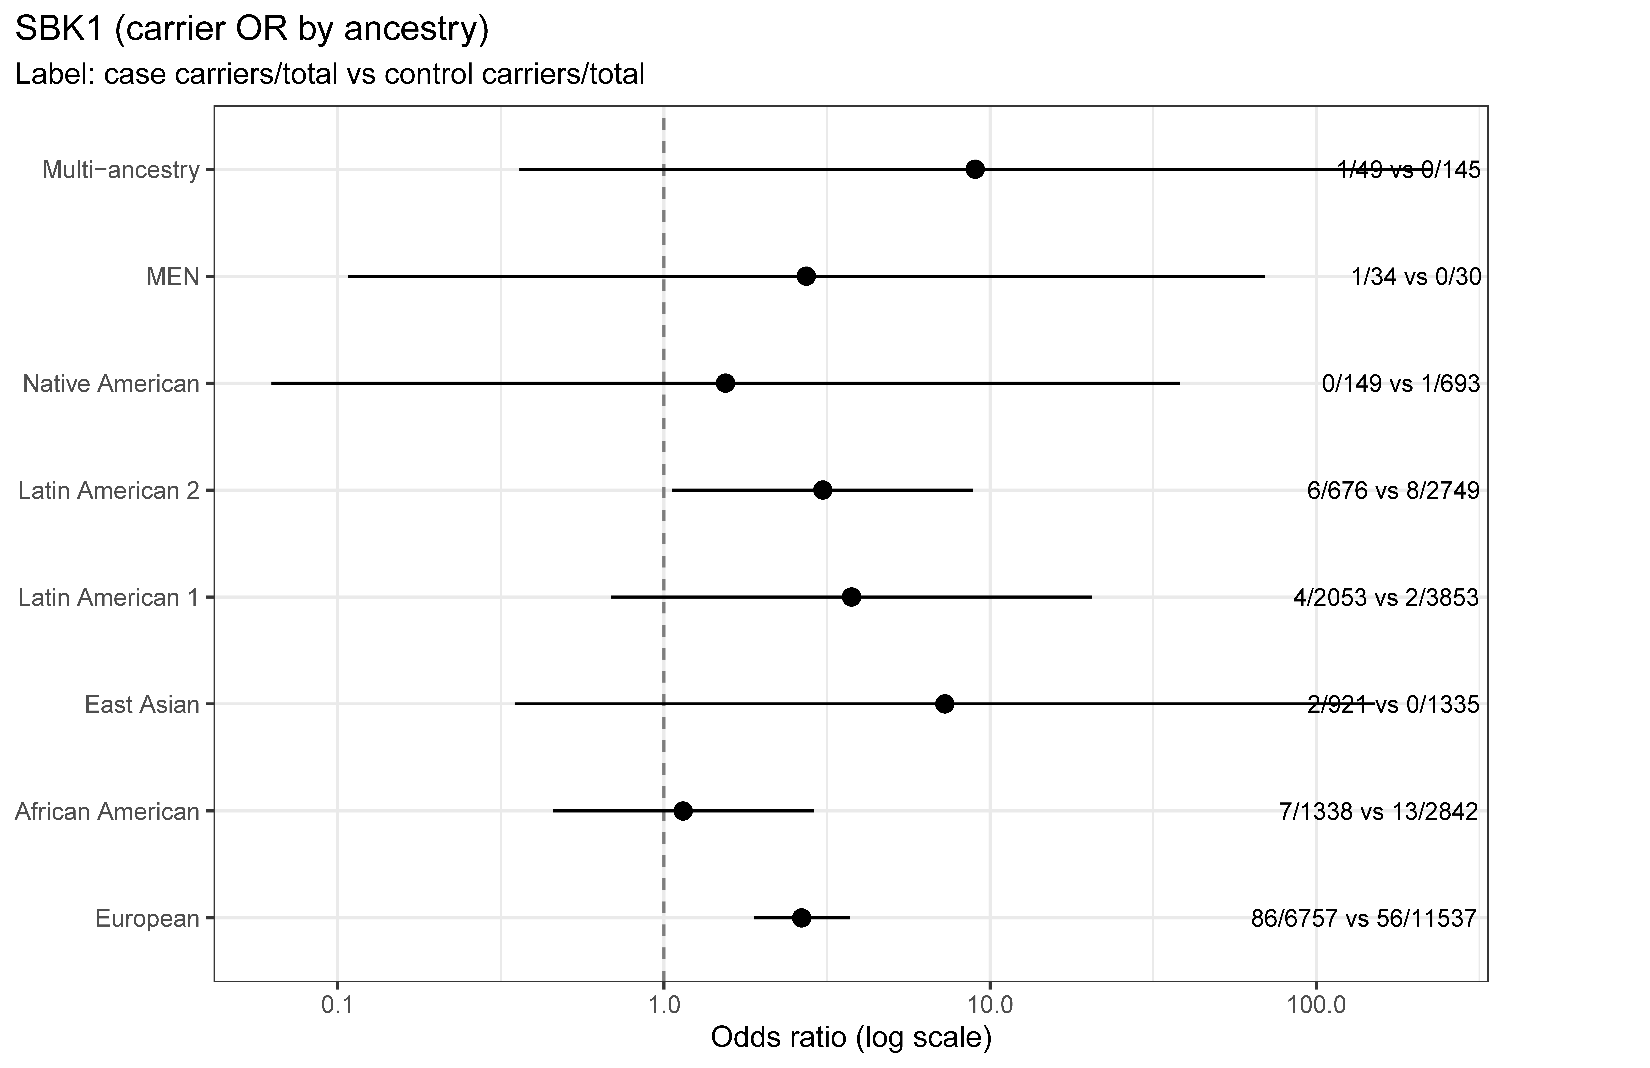 SBK1 (carrier OR by ancestry)
Label: case carriers/total vs control carriers/total
Multi−ancestry
1/49 vs 0/145
MEN
1/34 vs 0/30
Native American
0/149 vs 1/693
Latin American 2
6/676 vs 8/2749
Latin American 1
4/2053 vs 2/3853
East Asian
2/921 vs 0/1335
African American
7/1338 vs 13/2842
European
86/6757 vs 56/11537
0.1 1.0 10.0 100.0
Odds ratio (log scale)